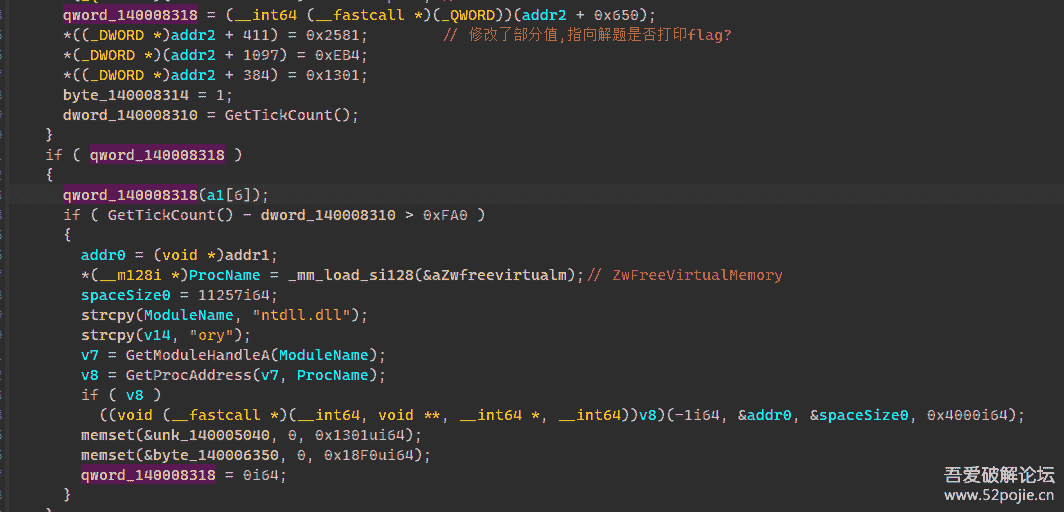 qword_140008318 = (__int64 (__fastcall *)(_QWORD))(addr2 + 0x650);
*((_DWORD *)addr2 + 411) = 0x2581;          // 修改了部分值,指向解题是否打印flag?
*(_DWORD *)(addr2 + 1097) = 0xEB4;
*((_DWORD *)addr2 + 384) = 0x1301;
byte_140008314 = 1;
dword_140008310 = GetTickCount();
}
if ( qword_140008318 )
{
qword_140008318(a1[6]);
if ( GetTickCount() - dword_140008310 > 0xFA0 )
{
addr0 = (void *)addr1;
*(__m128i *)ProcName = _mm_load_si128(&aZwfreevirtualm);// ZwFreeVirtualMemory
spaceSize0 = 11257i64;
strcpy(ModuleName, "ntdll.dll");
strcpy(v14, "ory");
v7 = GetModuleHandleA(ModuleName);
v8 = GetProcAddress(v7, ProcName);
if ( v8 )
((void (__fastcall *)(__int64, void **, __int64 *, __int64))v8)(-1i64, &addr0, &spaceSize0, 0x4000i64);
memset(&unk_140005040, 0, 0x1301ui64);
memset(&byte_140006350, 0, 0x18F0ui64);
qword_140008318 = 0i64;
}
吾爱破解论坛
www.52pojie.cn